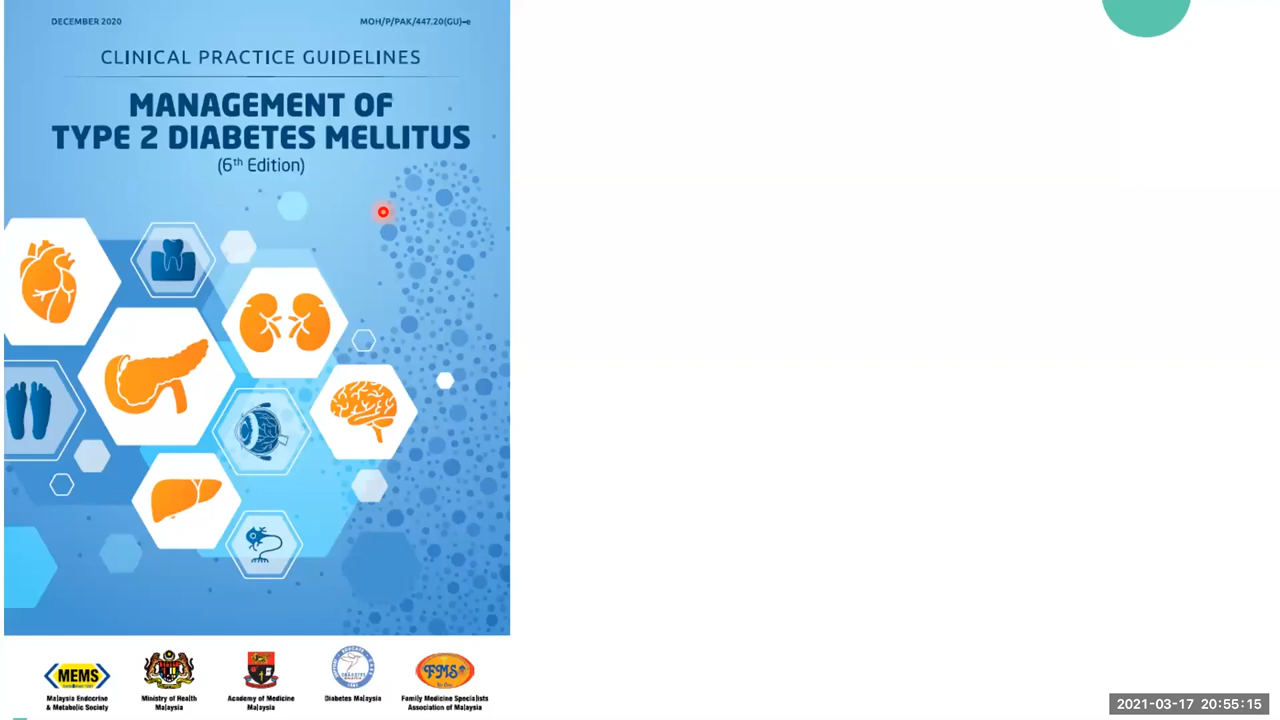 DECEMBER 2020
MOH/P/PAK/447.20(GU)-e
CLINICAL PRACTICE GUIDELINES
MANAGEMENT OF
TYPE 2 DIABETES MELLITUS
(6th Edition)
MEMS
Malaysia Endocrine
& Metabolic Society
Ministry of Health
Malaysia
Academy of Medicine
Malaysia
Diabetes Malaysia
FMS
Family Medicine Specialists
Association of Malaysia
2021-03-17 20:55:15